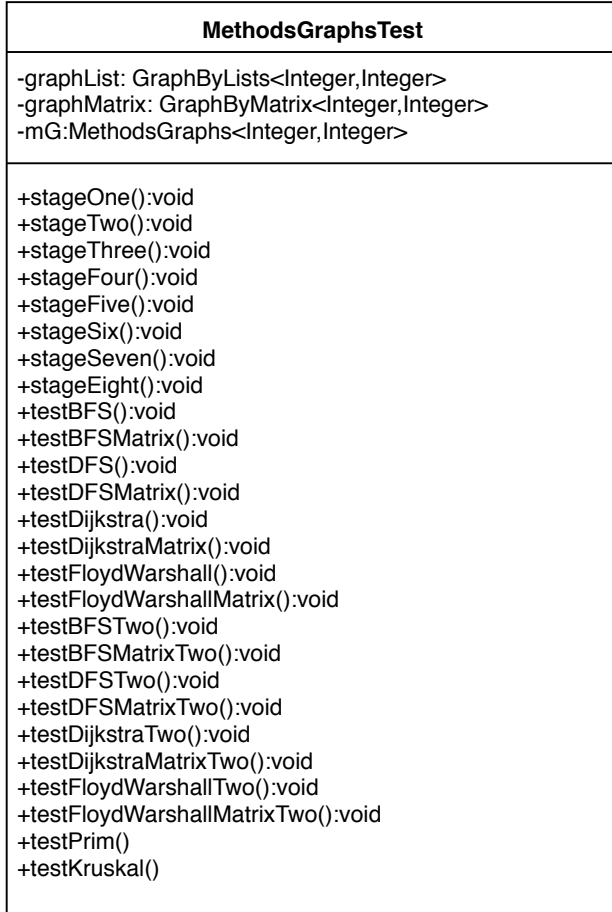 MethodsGraphsTest
-graphList: GraphByLists<Integer,Integer>
-graphMatrix: GraphByMatrix<Integer,Integer>
-mG:MethodsGraphs<Integer,Integer>
+stageOne():void
+stageTwo():void
+stageThree():void
+stageFour():void
+stageFive():void
+stageSix():void
+stageSeven():void
+stageEight():void
+testBFS():void
+testBFSMatrix():void
+testDFS():void
+testDFSMatrix():void
+testDijkstra():void
+testDijkstraMatrix():void
+testFloydWarshall():void
+testFloydWarshallMatrix():void
+testBFSTwo():void
+testBFSMatrixTwo():void
+testDFSTwo():void
+testDFSMatrixTwo():void
+testDijkstraTwo():void
+testDijkstraMatrixTwo():void
+testFloydWarshallTwo():void
+testFloydWarshallMatrixTwo():void
+testPrim()
+testKruskal()